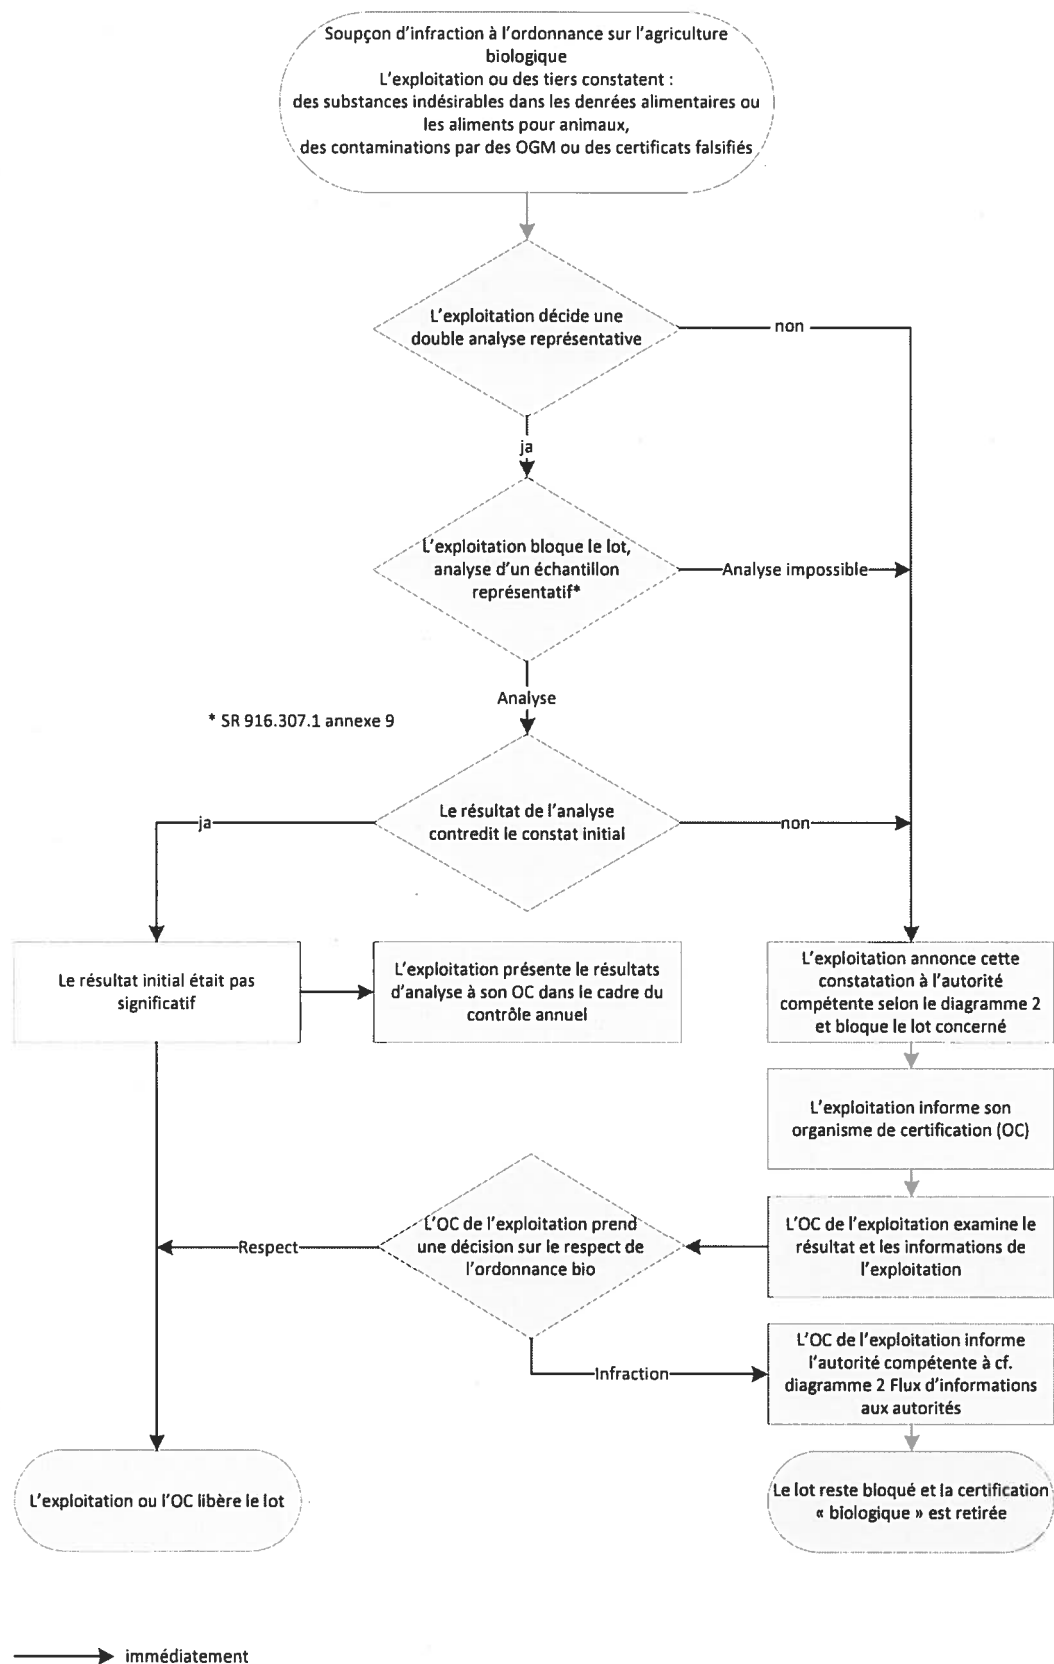 Soupçon d'infraction à l'ordonnance sur l'agriculture
biologique
L'exploitation ou des tiers constatent :
des substances indésirables dans les denrées alimentaires ou
les aliments pour animaux,
des contaminations par des OGM ou des certificats falsifiés
L'exploitation décide une
double analyse représentative
non
ja
L'exploitation bloque le lot,
analyse d'un échantillon
représentatif*
Analyse impossible
Analyse
* SR 916.307.1 annexe 9
Le résultat de l'analyse
contredit le constat initial
ja
non
Le résultat initial était pas
significatif
L'exploitation présente le résultats
d'analyse à son OC dans le cadre du
contrôle annuel
L'exploitation annonce cette
constatation à l'autorité
compétente selon le diagramme 2
et bloque le lot concerné
L'exploitation informe son
organisme de certification (OC)
L'OC de l'exploitation examine le
résultat et les informations de
l'exploitation
L'OC de l'exploitation prend
une décision sur le respect de
l'ordonnance bio
Respect
Infraction
L'OC de l'exploitation informe
l'autorité compétente à cf.
diagramme 2 Flux d'informations
aux autorités
L'exploitation ou l'OC libère le lot
Le lot reste bloqué et la certification
« biologique » est retirée
immédiatement